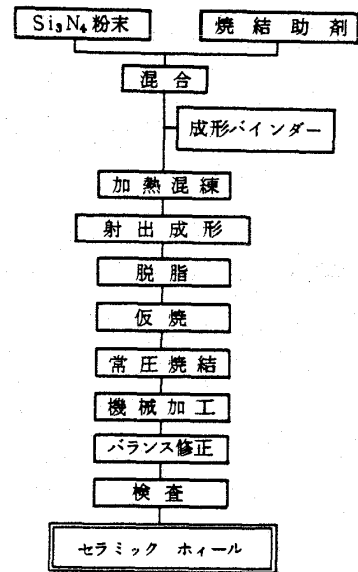 Si₃N₄粉末
焼結助剤
混合
成形バインダー
加熱混練
射出成形
脱脂
仮焼
常圧焼結
機械加工
バランス修正
検査
セラミック ホィール